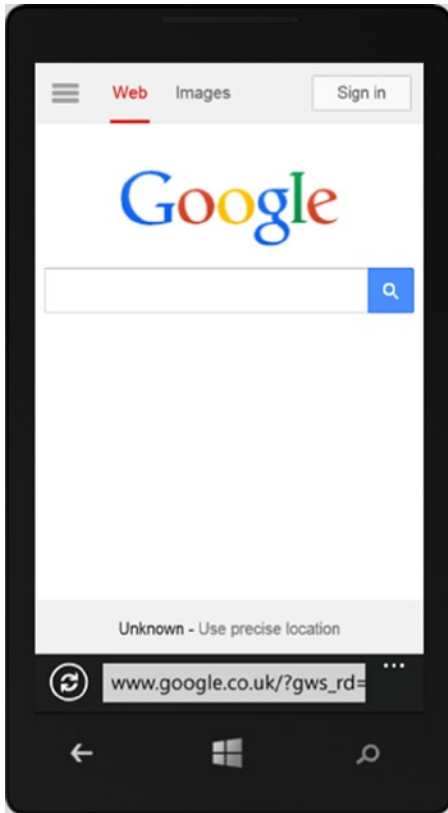 Web Images Sign in
Google
Unknown - Use precise location
www.google.co.uk/?gws_rd=
...